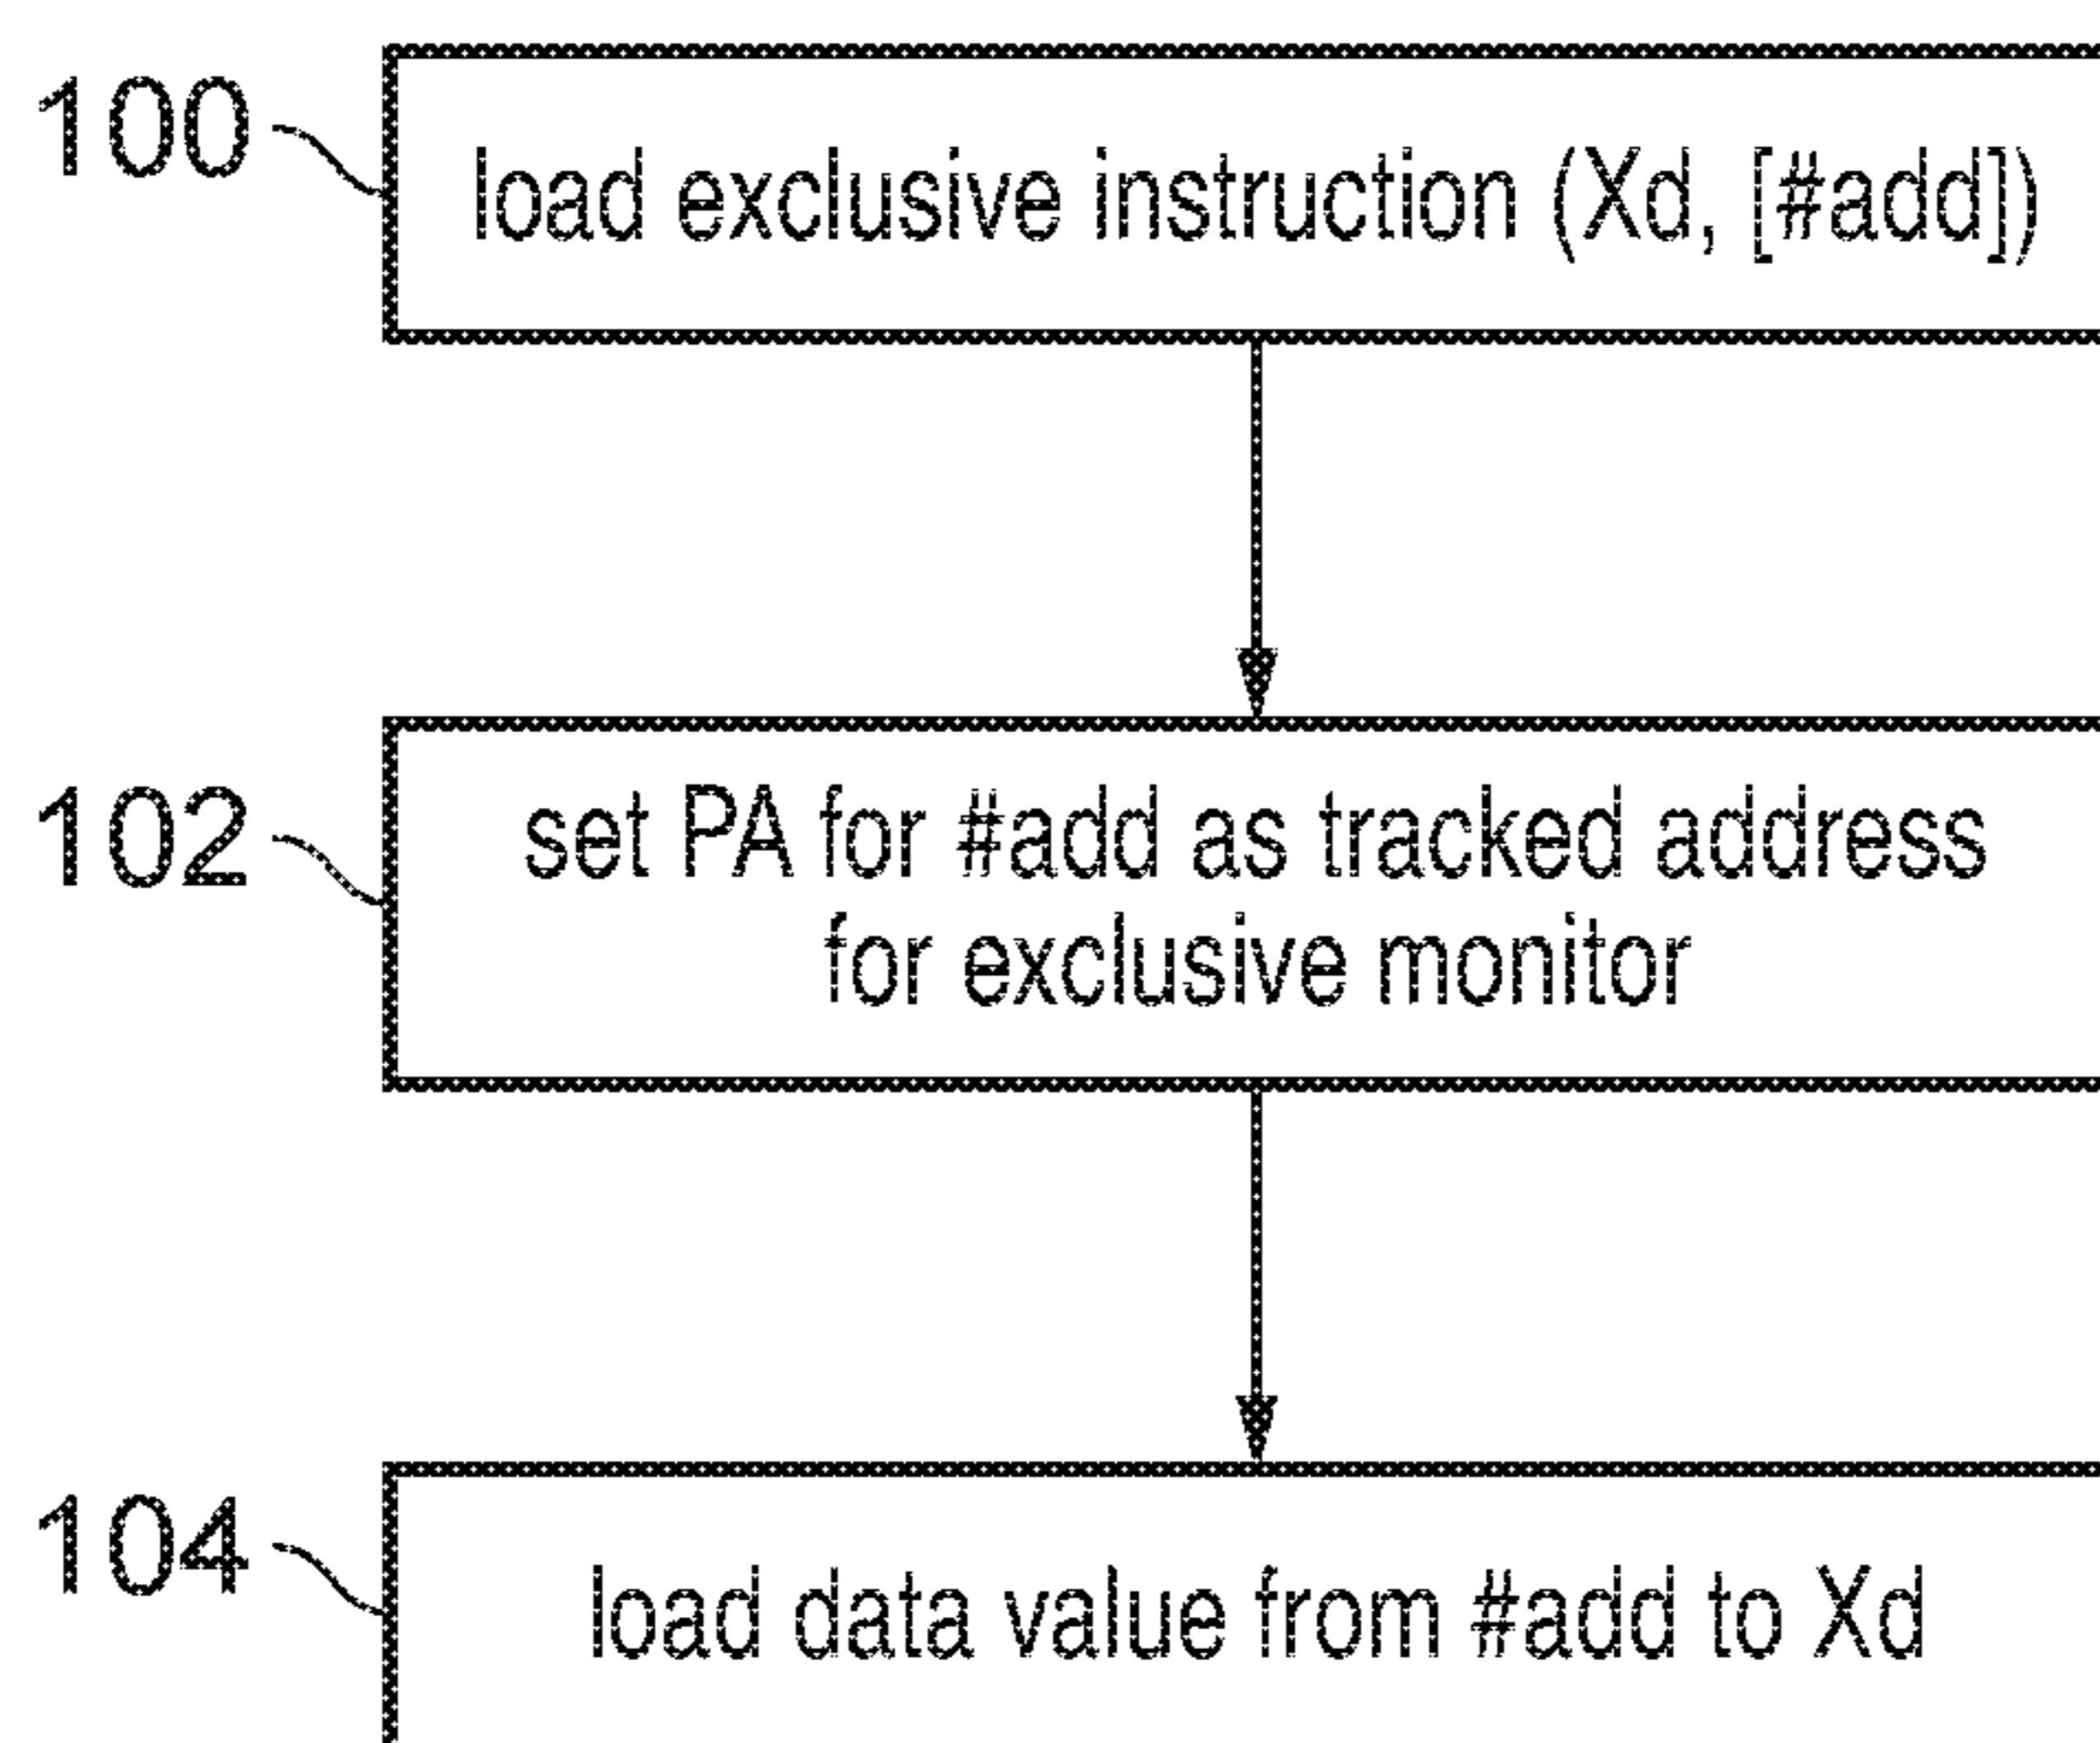 100
load exclusive instruction (Xd, [#add])
102
set PA for #add as tracked address
for exclusive monitor
104
load data value from #add to Xd